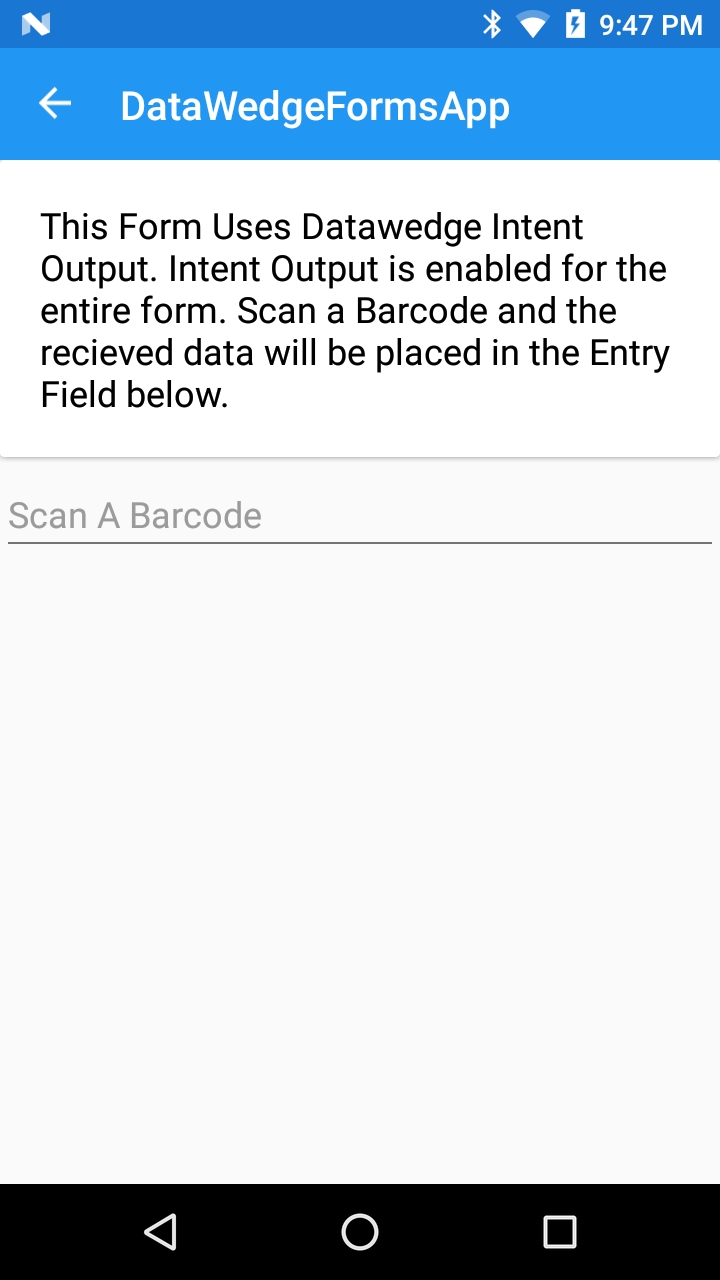 9:47 PM
DataWedgeFormsApp
This Form Uses Datawedge Intent
Output. Intent Output is enabled for the
entire form. Scan a Barcode and the
recieved data will be placed in the Entry
Field below.
Scan A Barcode